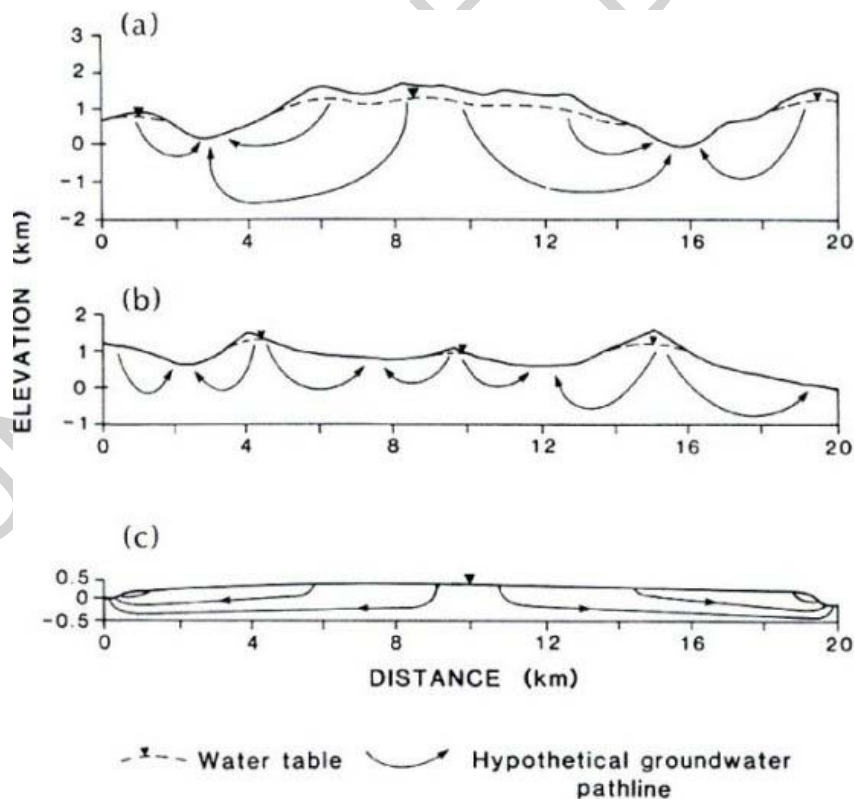 (a)
3
2
1
0
-1
-2
0 4 8 12 16 20
(b)
2
1
0
-1
0 4 8 12 16 20
ELEVATION (km)
(c)
0.5
0
-0.5
0 4 8 12 16 20
DISTANCE (km)
Water table
Hypothetical groundwater
pathline